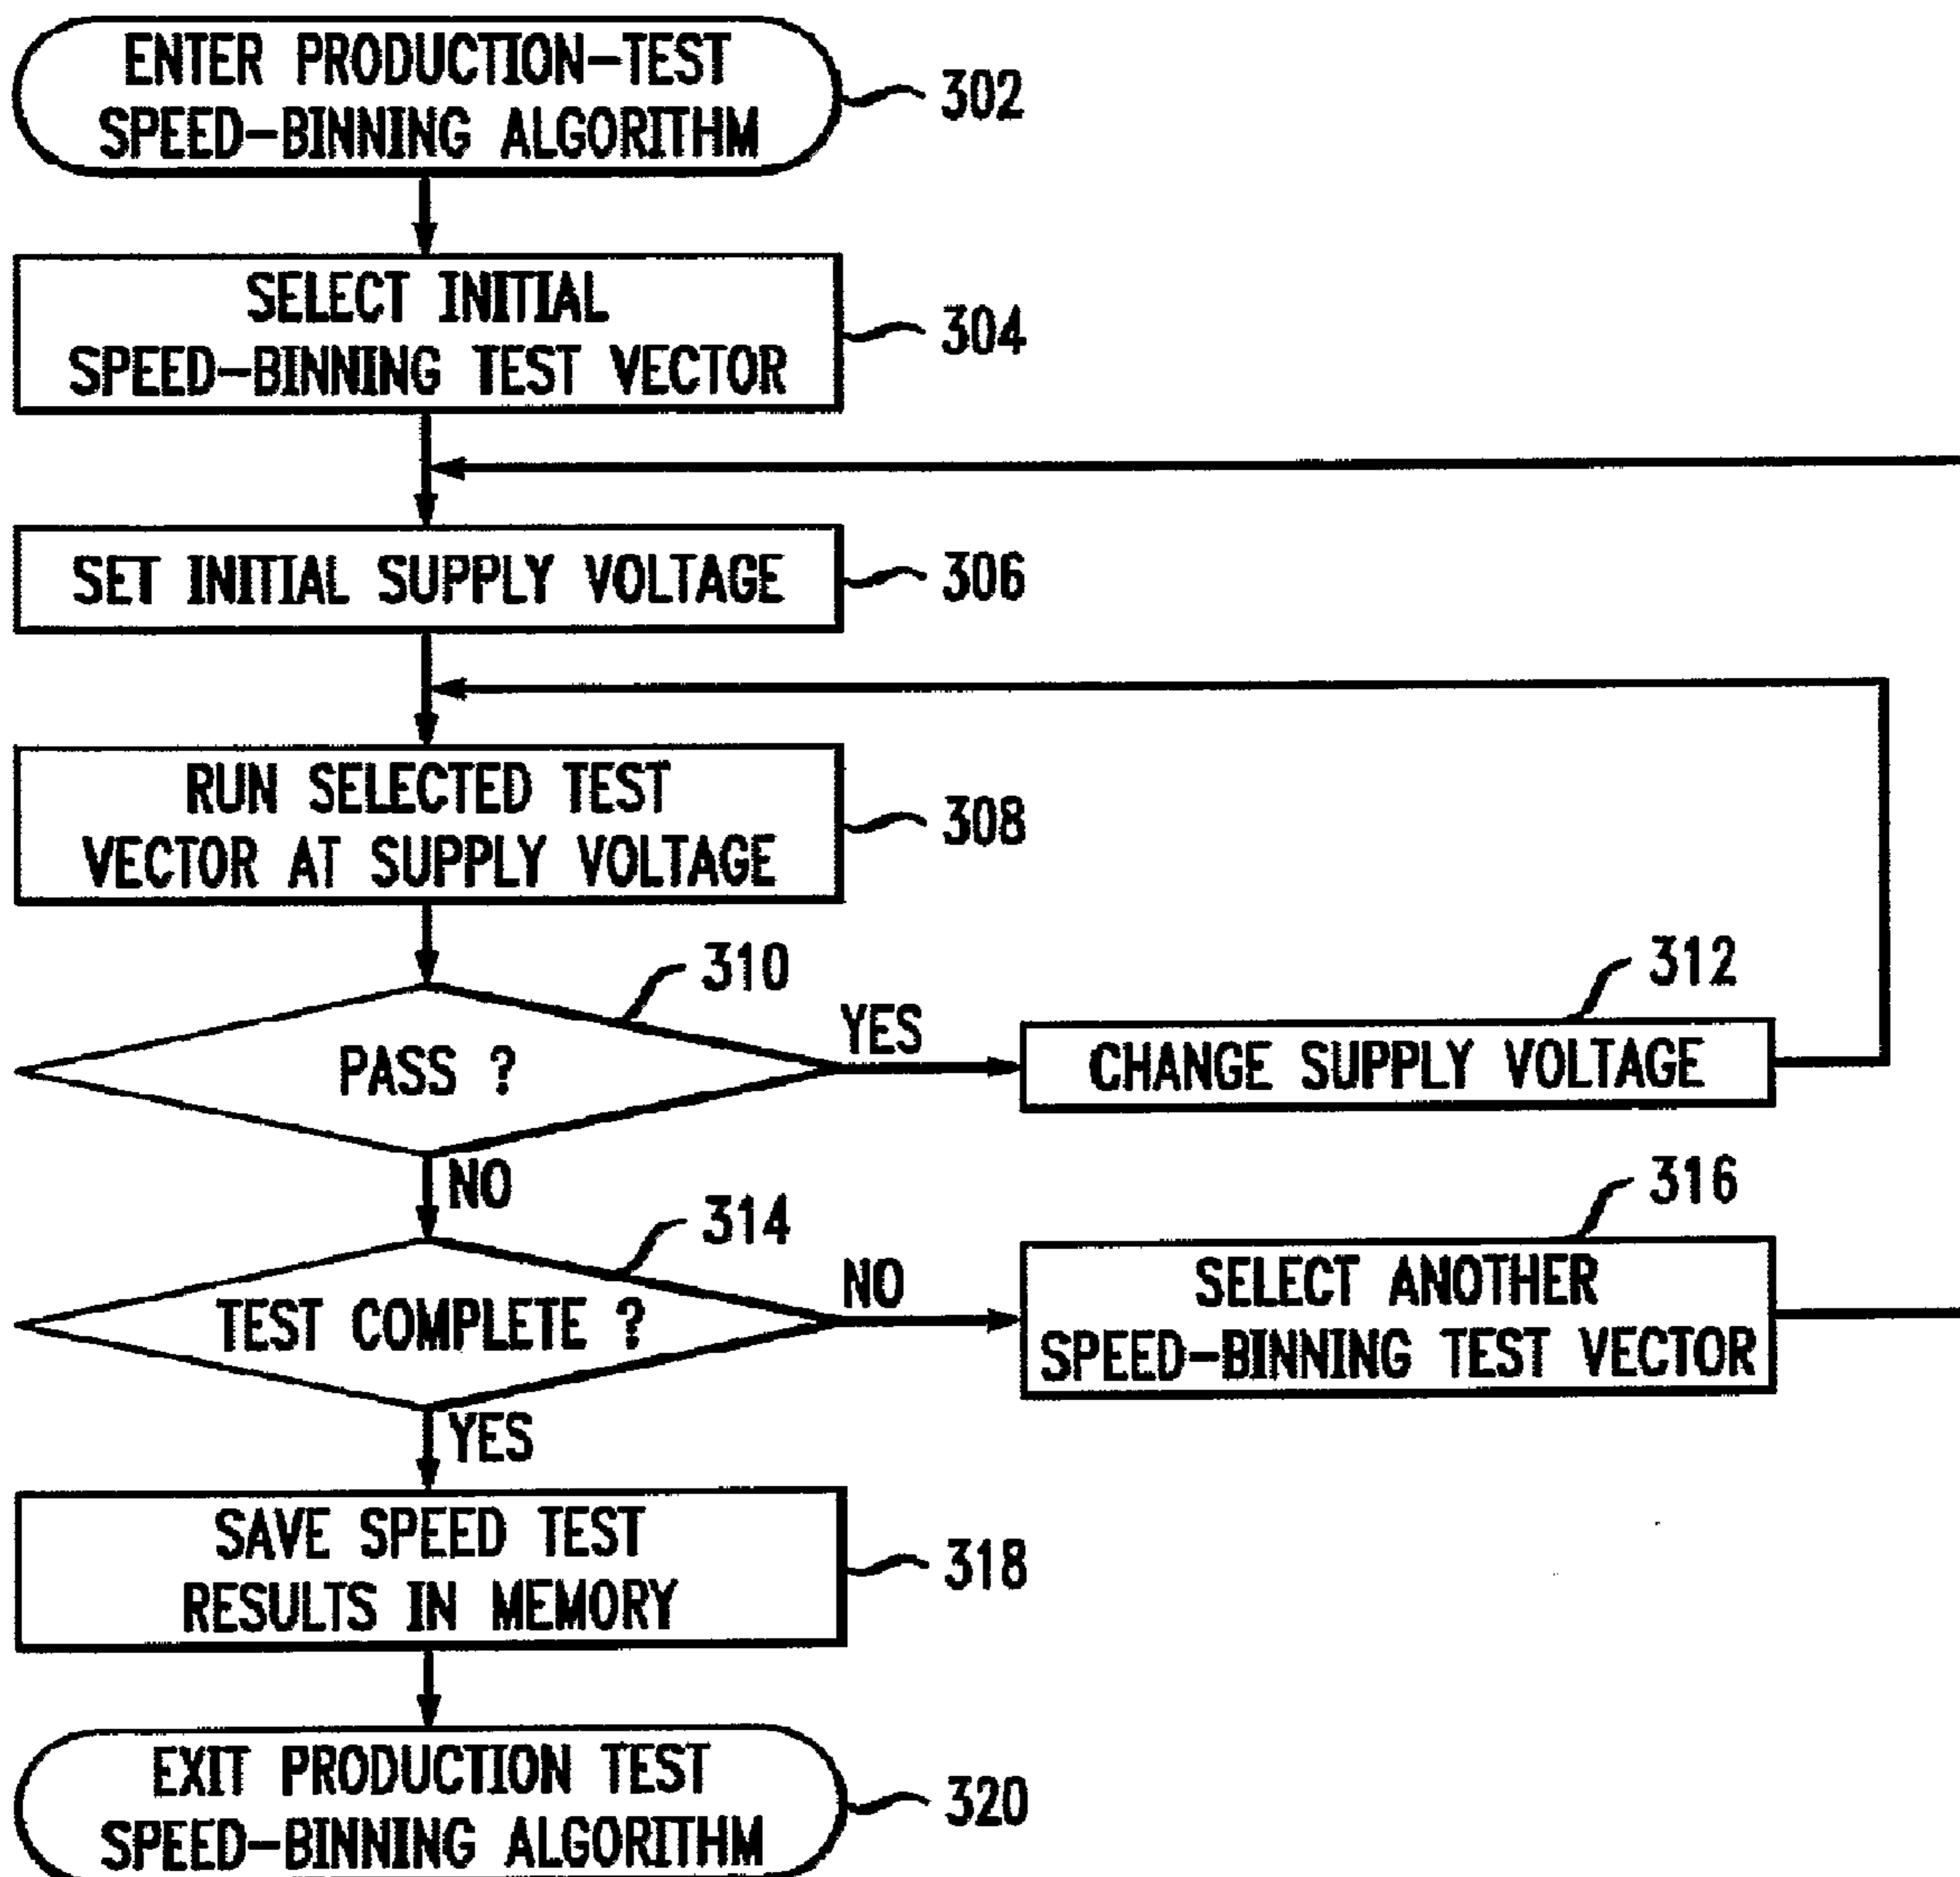 ENTER PRODUCTION-TEST
SPEED-BINNING ALGORITHM
302
SELECT INITIAL
SPEED-BINNING TEST VECTOR
304
SET INITIAL SUPPLY VOLTAGE
306
RUN SELECTED TEST
VECTOR AT SUPPLY VOLTAGE
308
310
PASS ?
YES
312
CHANGE SUPPLY VOLTAGE
NO
314
TEST COMPLETE ?
NO
316
SELECT ANOTHER
SPEED-BINNING TEST VECTOR
YES
SAVE SPEED TEST
RESULTS IN MEMORY
318
EXIT PRODUCTION TEST
SPEED-BINNING ALGORITHM
320